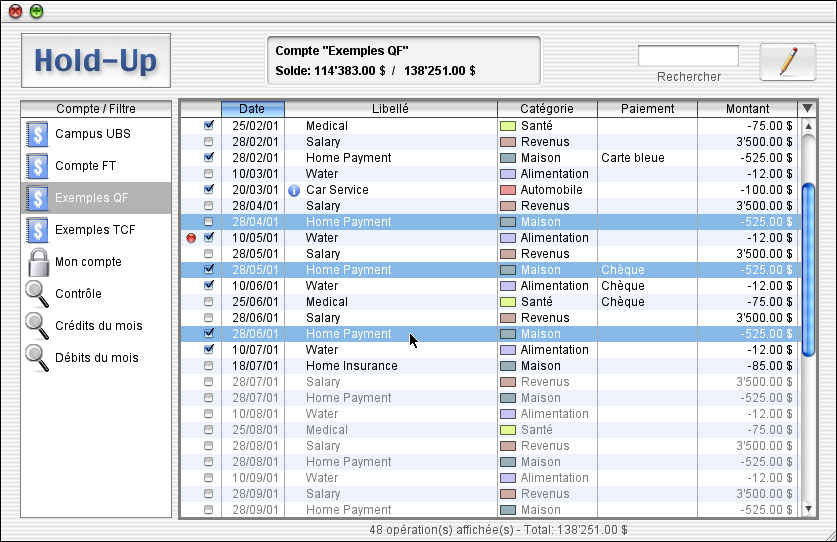 Hold-Up
Compte "Exemples QF"
Solde: 114'383.00 $ / 138'251.00 $
Rechercher
Compte / Filtre
Campus UBS
Compte FT
Exemples QF
Exemples TCF
Mon compte
Contrôle
Crédits du mois
Débits du mois
Date Libellé Catégorie Paiement Montant
25/02/01 Medical Santé -75.00 $
28/02/01 Salary Revenus 3'500.00 $
28/02/01 Home Payment Maison Carte bleue -525.00 $
10/03/01 Water Alimentation -12.00 $
20/03/01 Car Service Automobile -100.00 $
28/04/01 Salary Revenus 3'500.00 $
28/04/01 Home Payment Maison -525.00 $
10/05/01 Water Alimentation -12.00 $
28/05/01 Salary Revenus 3'500.00 $
28/05/01 Home Payment Maison Chèque -525.00 $
10/06/01 Water Alimentation Chèque -12.00 $
25/06/01 Medical Santé Chèque -75.00 $
28/06/01 Salary Revenus 3'500.00 $
28/06/01 Home Payment Maison -525.00 $
10/07/01 Water Alimentation -12.00 $
18/07/01 Home Insurance Maison -85.00 $
28/07/01 Salary Revenus 3'500.00 $
28/07/01 Home Payment Maison -525.00 $
10/08/01 Water Alimentation -12.00 $
25/08/01 Medical Santé -75.00 $
28/08/01 Salary Revenus 3'500.00 $
28/08/01 Home Payment Maison -525.00 $
10/09/01 Water Alimentation -12.00 $
28/09/01 Salary Revenus 3'500.00 $
28/09/01 Home Payment Maison -525.00 $
48 opération(s) affichée(s) - Total: 138'251.00 $